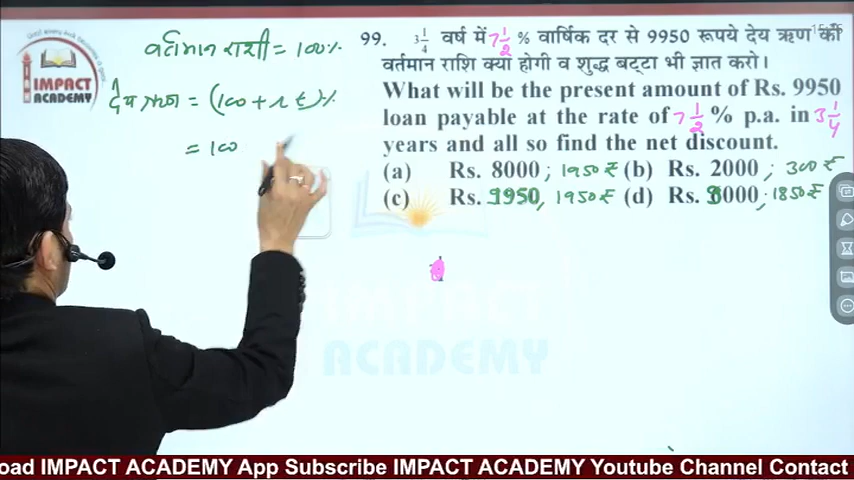 IMPACT
ACADEMY
वर्तमान राशी = 100%
देय ऋण = (100 + r t)%
= 100
99. 3 1/4 वर्ष में 7 1/2 % वार्षिक दर से 9950 रूपये देय ऋण की
वर्तमान राशि क्या होगी व शुद्ध बट्टा भी ज्ञात करो।
What will be the present amount of Rs. 9950
loan payable at the rate of 7 1/2 % p.a. in 3 1/4
years and all so find the net discount.
(a) Rs. 8000 ; 1950 ₹ (b) Rs. 2000 ; 300 ₹
(c) Rs. 9950, 1950 ₹ (d) Rs. 8000; 1850 ₹
IMPACT
ACADEMY
oad IMPACT ACADEMY App Subscribe IMPACT ACADEMY Youtube Channel Contact